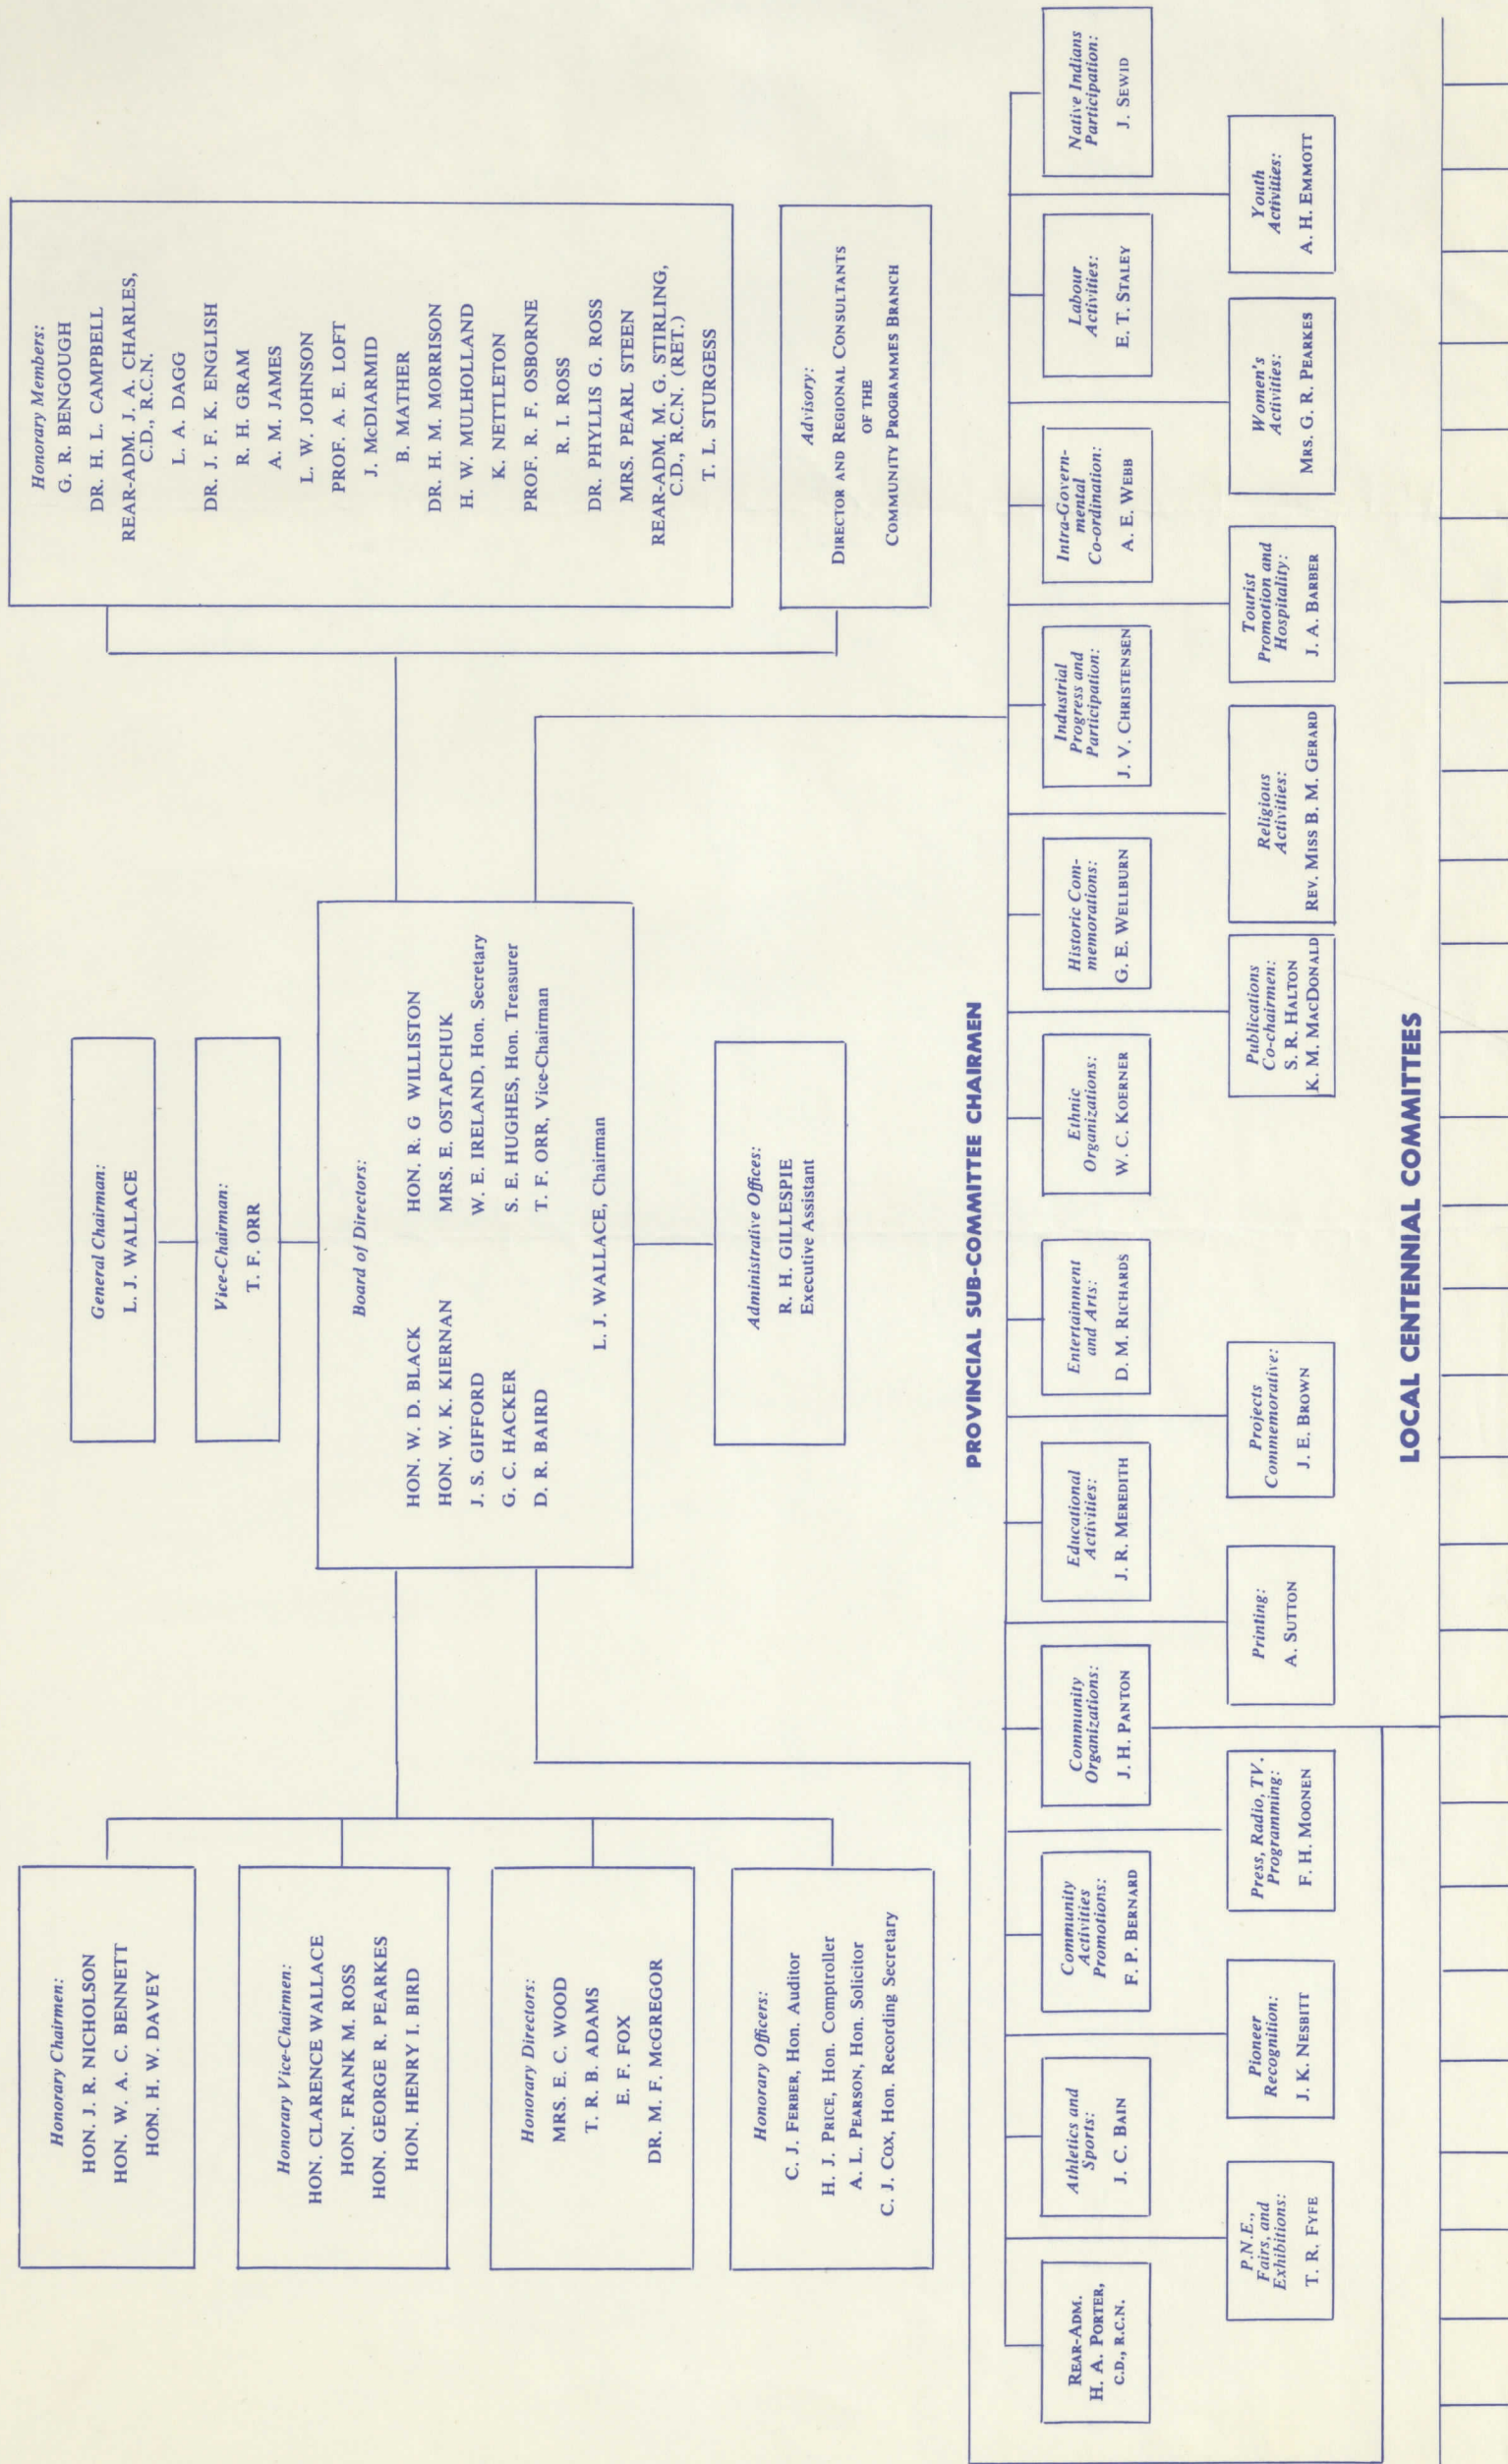 General Chairman:
L. J. WALLACE
Vice-Chairman:
T. F. ORR
Honorary Chairmen:
HON. J. R. NICHOLSON
HON. W. A. C. BENNETT
HON. H. W. DAVEY
Honorary Vice-Chairmen:
HON. CLARENCE WALLACE
HON. FRANK M. ROSS
HON. GEORGE R. PEARKES
HON. HENRY I. BIRD
Honorary Directors:
MRS. E. C. WOOD
T. R. B. ADAMS
E. F. FOX
DR. M. F. McGREGOR
Honorary Officers:
C. J. FERBER, Hon. Auditor
H. J. PRICE, Hon. Comptroller
A. L. PEARSON, Hon. Solicitor
C. J. COX, Hon. Recording Secretary
Board of Directors:
HON. W. D. BLACK
HON. W. K. KIERNAN
J. S. GIFFORD
G. C. HACKER
D. R. BAIRD
HON. R. G WILLISTON
MRS. E. OSTAPCHUK
W. E. IRELAND, Hon. Secretary
S. E. HUGHES, Hon. Treasurer
T. F. ORR, Vice-Chairman
L. J. WALLACE, Chairman
Administrative Offices:
R. H. GILLESPIE
Executive Assistant
Honorary Members:
G. R. BENGOUGH
DR. H. L. CAMPBELL
REAR-ADM. J. A. CHARLES,
C.D., R.C.N.
L. A. DAGG
DR. J. F. K. ENGLISH
R. H. GRAM
A. M. JAMES
L. W. JOHNSON
PROF. A. E. LOFT
J. McDIARMID
B. MATHER
DR. H. M. MORRISON
H. W. MULHOLLAND
K. NETTLETON
PROF. R. F. OSBORNE
R. I. ROSS
DR. PHYLLIS G. ROSS
MRS. PEARL STEEN
REAR-ADM. M. G. STIRLING,
C.D., R.C.N. (RET.)
T. L. STURGESS
Advisory:
DIRECTOR AND REGIONAL CONSULTANTS
OF THE
COMMUNITY PROGRAMMES BRANCH
PROVINCIAL SUB-COMMITTEE CHAIRMEN
REAR-ADM.
H. A. PORTER,
C.D., R.C.N.
Athletics and
Sports:
J. C. BAIN
Community
Activities
Promotions:
F. P. BERNARD
Community
Organizations:
J. H. PANTON
Educational
Activities:
J. R. MEREDITH
Entertainment
and Arts:
D. M. RICHARDS
Ethnic
Organizations:
W. C. KOERNER
Historic Com-
memorations:
G. E. WELLBURN
Industrial
Progress and
Participation:
J. V. CHRISTENSEN
Intra-Govern-
mental
Co-ordination:
A. E. WEBB
Labour
Activities:
E. T. STALEY
Native Indians
Participation:
J. SEWID
P.N.E.,
Fairs, and
Exhibitions:
T. R. FYFE
Pioneer
Recognition:
J. K. NESBITT
Press, Radio, TV.
Programming:
F. H. MOONEN
Printing:
A. SUTTON
Projects
Commemorative:
J. E. BROWN
Publications
Co-chairmen:
S. R. HALTON
K. M. MACDONALD
Religious
Activities:
REV. MISS B. M. GERARD
Tourist
Promotion and
Hospitality:
J. A. BARBER
Women's
Activities:
MRS. G. R. PEARKES
Youth
Activities:
A. H. EMMOTT
LOCAL CENTENNIAL COMMITTEES